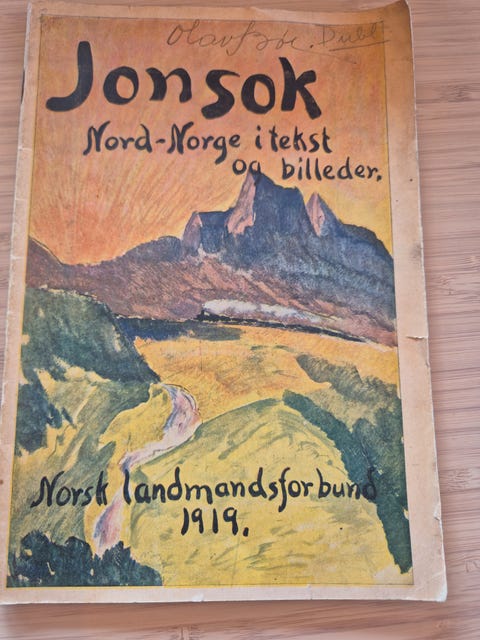 Jonsok
Nord-Norge i tekst
og billeder.
Norsk landmandsforbund
1919.